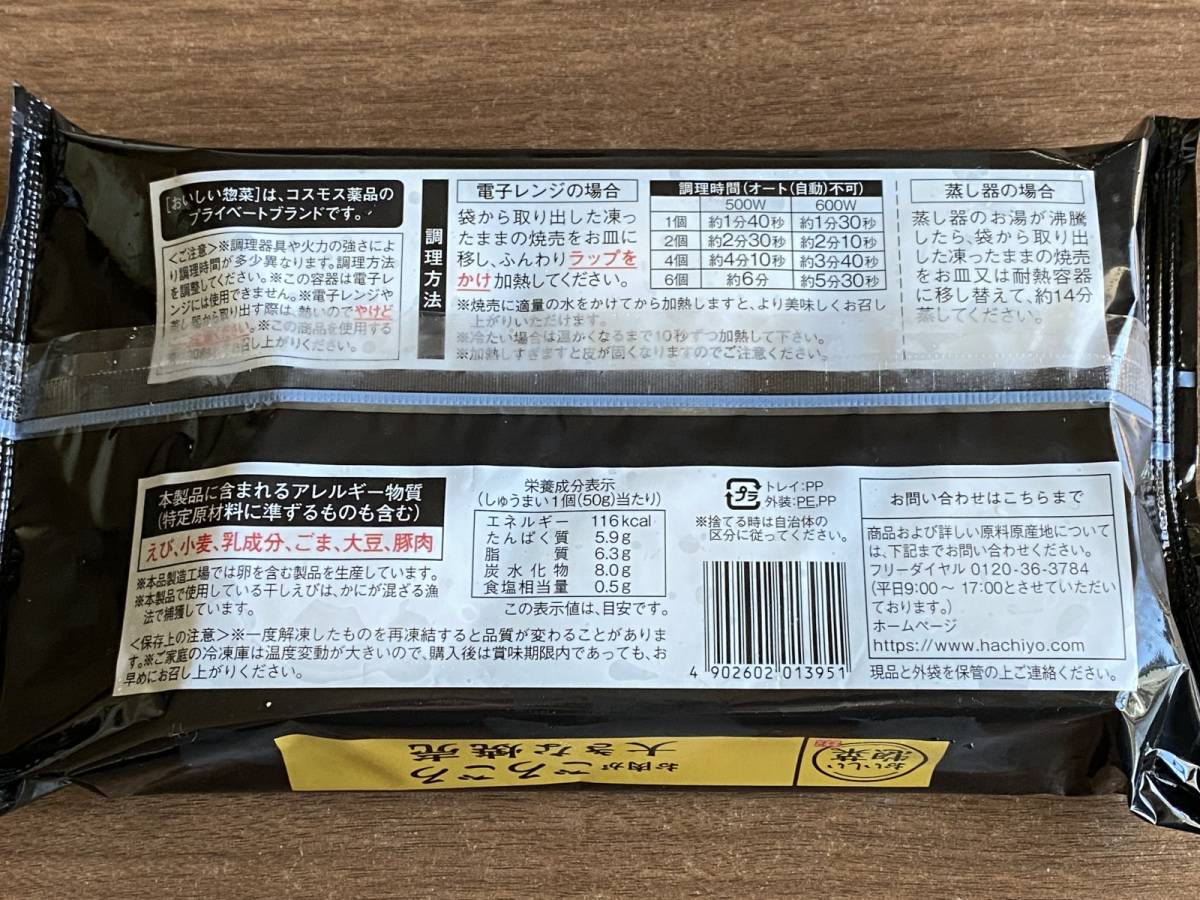 [おいしい惣菜]は、コスモス薬品の
プライベートブランドです。
<ご注意>※調理器具や火力の強さによ
り調理時間が多少異なります。調理方法
を調整してください。※この容器は電子レ
ンジには使用できません。※電子レンジや
蒸し器から取り出す際は、熱いのでやけど
※この商品を使用する
召し上がりください。
調理方法
電子レンジの場合
袋から取り出した凍っ
たままの焼売をお皿に
移し、ふんわりラップを
かけ加熱してください。
調理時間(オート(自動)不可)
500W 600W
1個 約1分40秒 約1分30秒
2個 約2分30秒 約2分10秒
4個 約4分10秒 約3分40秒
6個 約6分 約5分30秒
※焼売に適量の水をかけてから加熱しますと、より美味しくお召し
上がりいただけます。
※冷たい場合は温かくなるまで10秒ずつ加熱して下さい。
※加熱しすぎますと皮が固くなりますのでご注意ください。
蒸し器の場合
蒸し器のお湯が沸騰
したら、袋から取り出
した凍ったままの焼売
をお皿又は耐熱容器
に移し替えて、約14分
蒸してください。
本製品に含まれるアレルギー物質
(特定原材料に準ずるものも含む)
えび、小麦、乳成分、ごま、大豆、豚肉
※本品製造工場では卵を含む製品を生産しています。
※本製品で使用している干しえびは、かにが混ざる漁
法で捕獲しています。
<保存上の注意>※一度解凍したものを再凍結すると品質が変わることがありま
す。※ご家庭の冷凍庫は温度変動が大きいので、購入後は賞味期限内であっても、お
早めにお召し上がりください。
栄養成分表示
(しゅうまい1個(50g)当たり)
エネルギー 116kcal
たんぱく質 5.9g
脂質 6.3g
炭水化物 8.0g
食塩相当量 0.5g
この表示値は、目安です。
プラ
トレイ:PP
外装:PE,PP
※捨てる時は自治体の
区分に従ってください。
4 902602 013951
お問い合わせはこちらまで
商品および詳しい原料原産地について
は、下記までお問い合わせください。
フリーダイヤル 0120-36-3784
(平日9:00～17:00とさせていただい
ております。)
ホームページ
https://www.hachiyo.com
現品と外袋を保管の上ご連絡ください。
おいしい
惣菜
お肉がごろごろ
大きな焼売